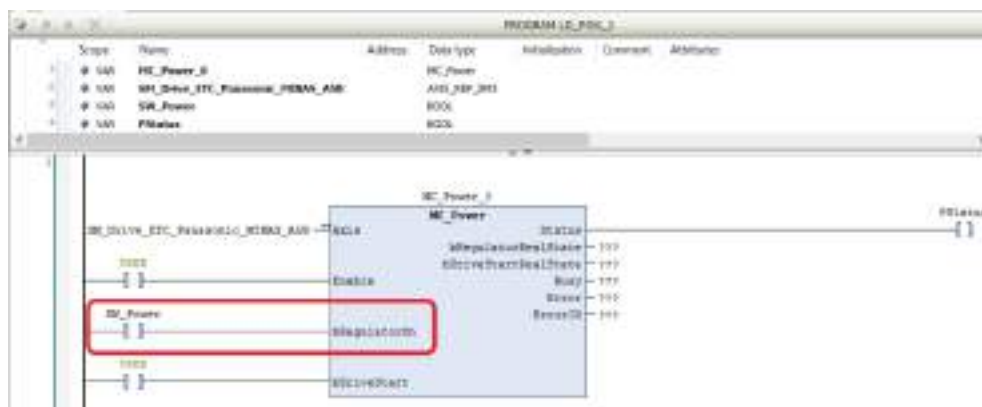 PROGRAM LD_POU_1
Scope Name Address Data type Initialization Comment Attributes
VAR MC_Power_0 MC_Power
VAR SM_Drive_ETC_Panasonic_MINAS_A5B AXIS_REF_SM3
VAR SW_Power BOOL
VAR PStatus BOOL
MC_Power
PStatus
SM_Drive_ETC_Panasonic_MINAS_A5B Axis Status
bRegulatorRealState ???
bDriveStartRealState ???
TRUE
Enable Busy ???
Error ???
SW_Power ErrorID ???
bRegulatorOn
TRUE
bDriveStart